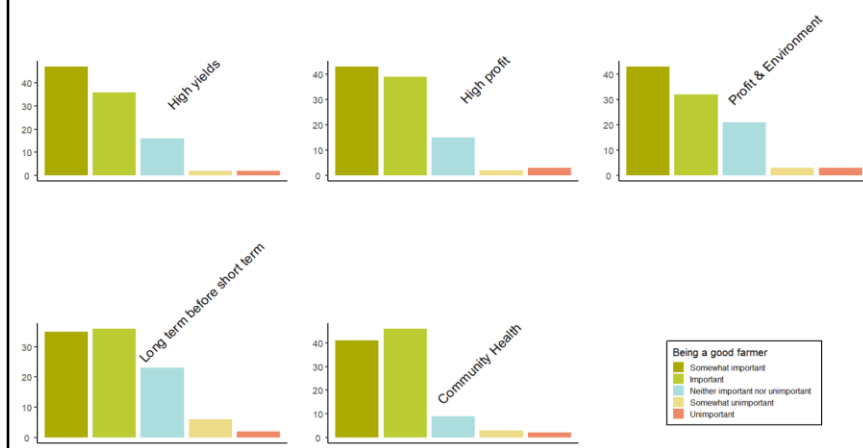 High yields
40
30
20
10
0
High profit
40
30
20
10
0
Profit & Environment
40
30
20
10
0
Long term before short term
30
20
10
0
Community Health
40
30
20
10
0
Being a good farmer
Somewhat important
Important
Neither important nor unimportant
Somewhat unimportant
Unimportant